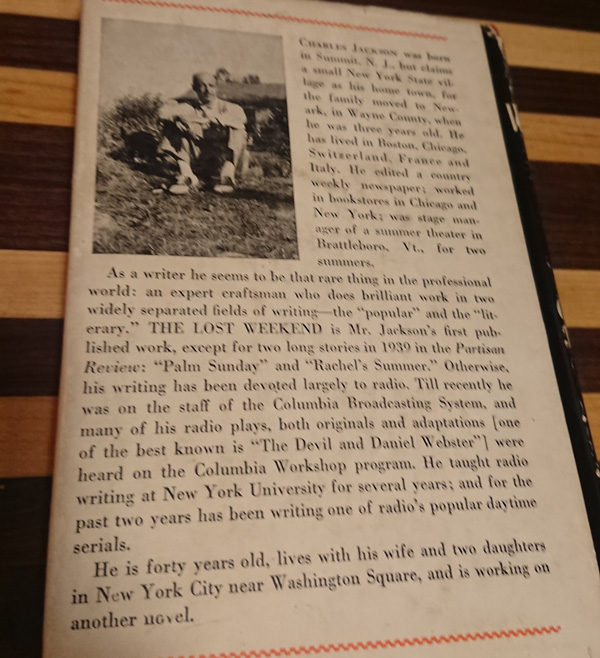 CHARLES JACKSON was born
in Summit, N. J., but claims
a small New York State vil-
lage as his home town, for
the family moved to New-
ark, in Wayne County, when
he was three years old. He
has lived in Boston, Chicago,
Switzerland, France and
Italy. He edited a country
weekly newspaper; worked
in bookstores in Chicago and
New York; was stage man-
ager of a summer theater in
Brattleboro, Vt., for two
summers.
As a writer he seems to be that rare thing in the professional
world: an expert craftsman who does brilliant work in two
widely separated fields of writing—the "popular" and the "lit-
erary." THE LOST WEEKEND is Mr. Jackson's first pub-
lished work, except for two long stories in 1939 in the Partisan
Review: "Palm Sunday" and "Rachel's Summer." Otherwise,
his writing has been devoted largely to radio. Till recently he
was on the staff of the Columbia Broadcasting System, and
many of his radio plays, both originals and adaptations [one
of the best known is "The Devil and Daniel Webster"] were
heard on the Columbia Workshop program. He taught radio
writing at New York University for several years; and for the
past two years has been writing one of radio's popular daytime
serials.
He is forty years old, lives with his wife and two daughters
in New York City near Washington Square, and is working on
another novel.